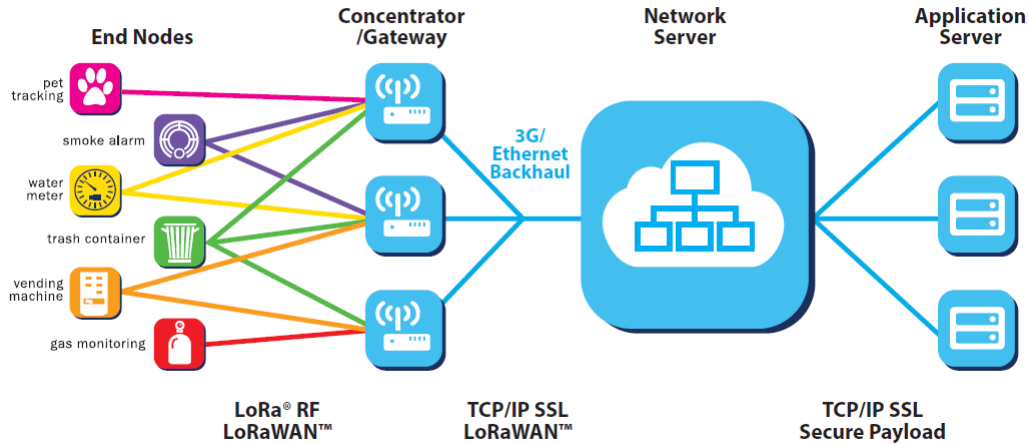 End Nodes
Concentrator
/Gateway
Network
Server
Application
Server
pet
tracking
smoke alarm
water
meter
trash container
vending
machine
gas monitoring
3G/
Ethernet
Backhaul
LoRa® RF
LoRaWAN™
TCP/IP SSL
LoRaWAN™
TCP/IP SSL
Secure Payload